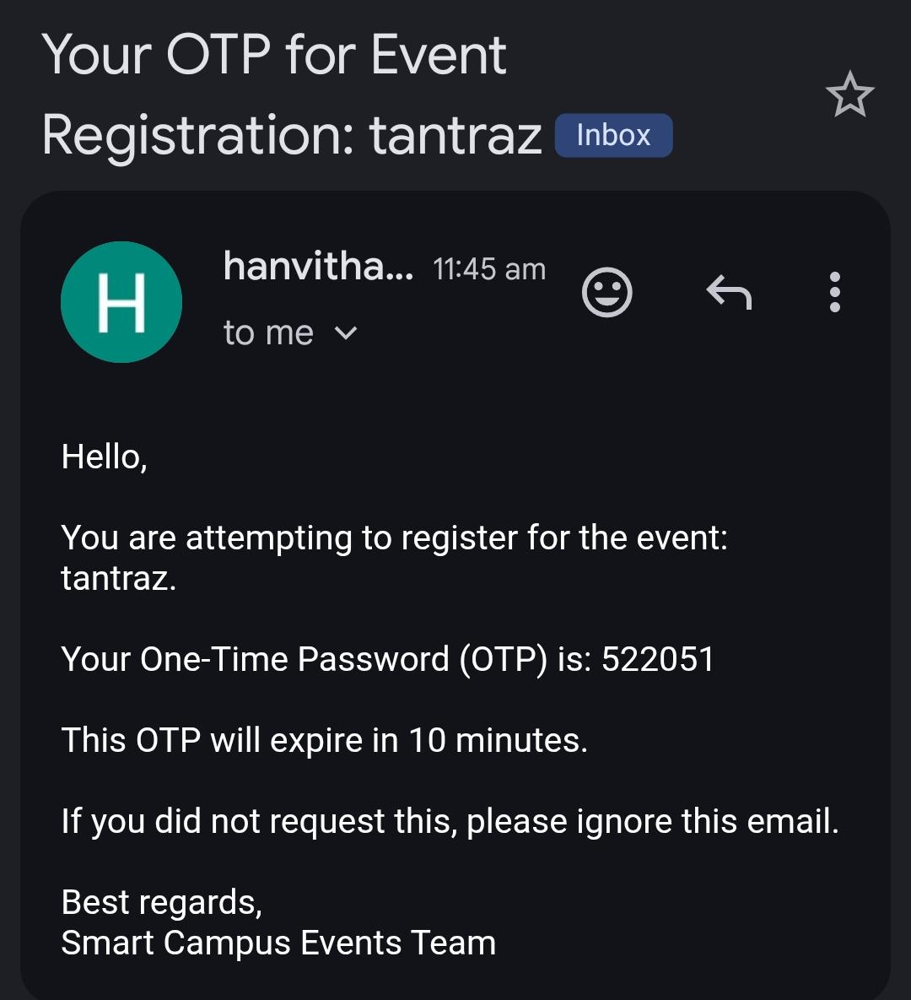 Your OTP for Event
Registration: tantraz Inbox
H
hanvitha... 11:45 am
to me
Hello,
You are attempting to register for the event:
tantraz.
Your One-Time Password (OTP) is: 522051
This OTP will expire in 10 minutes.
If you did not request this, please ignore this email.
Best regards,
Smart Campus Events Team